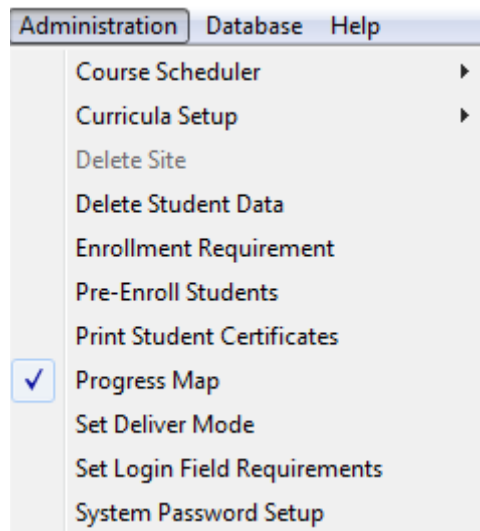 Administration Database Help
Course Scheduler
Curricula Setup
Delete Site
Delete Student Data
Enrollment Requirement
Pre-Enroll Students
Print Student Certificates
Progress Map
Set Deliver Mode
Set Login Field Requirements
System Password Setup